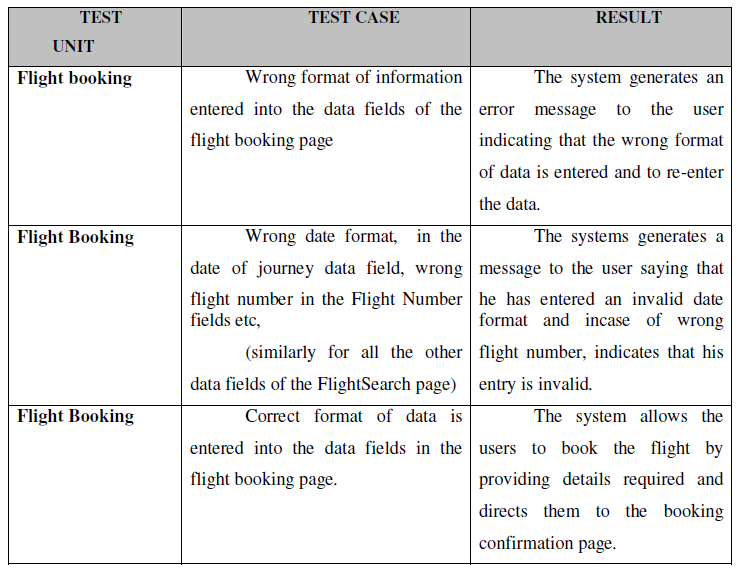 TEST
UNIT
TEST CASE
RESULT
Flight booking
Wrong format of information
entered into the data fields of the
flight booking page
The system generates an
error message to the user
indicating that the wrong format
of data is entered and to re-enter
the data.
Flight Booking
Wrong date format, in the
date of journey data field, wrong
flight number in the Flight Number
fields etc,
(similarly for all the other
data fields of the FlightSearch page)
The systems generates a
message to the user saying that
he has entered an invalid date
format and incase of wrong
flight number, indicates that his
entry is invalid.
Flight Booking
Correct format of data is
entered into the data fields in the
flight booking page.
The system allows the
users to book the flight by
providing details required and
directs them to the booking
confirmation page.